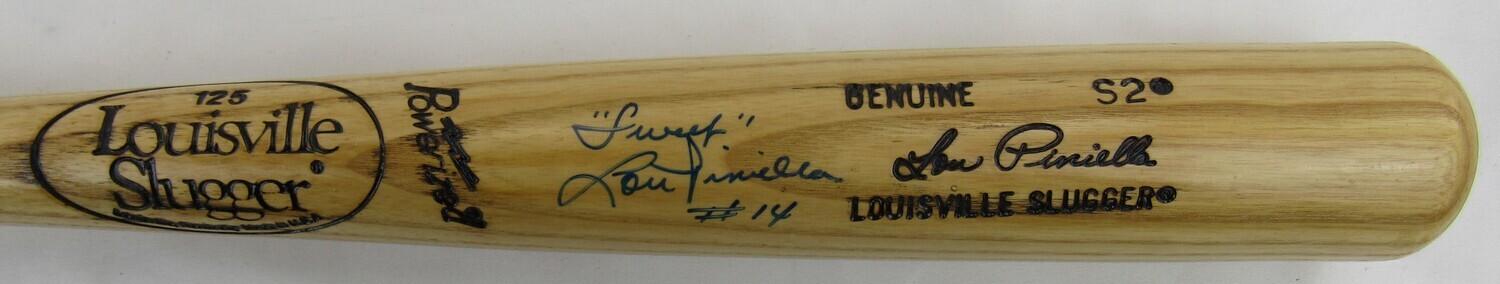 125
Louisville
Slugger®
Powerized
"Sweet"
Lou Piniella
#14
GENUINE S2
Lou Piniella
LOUISVILLE SLUGGER®